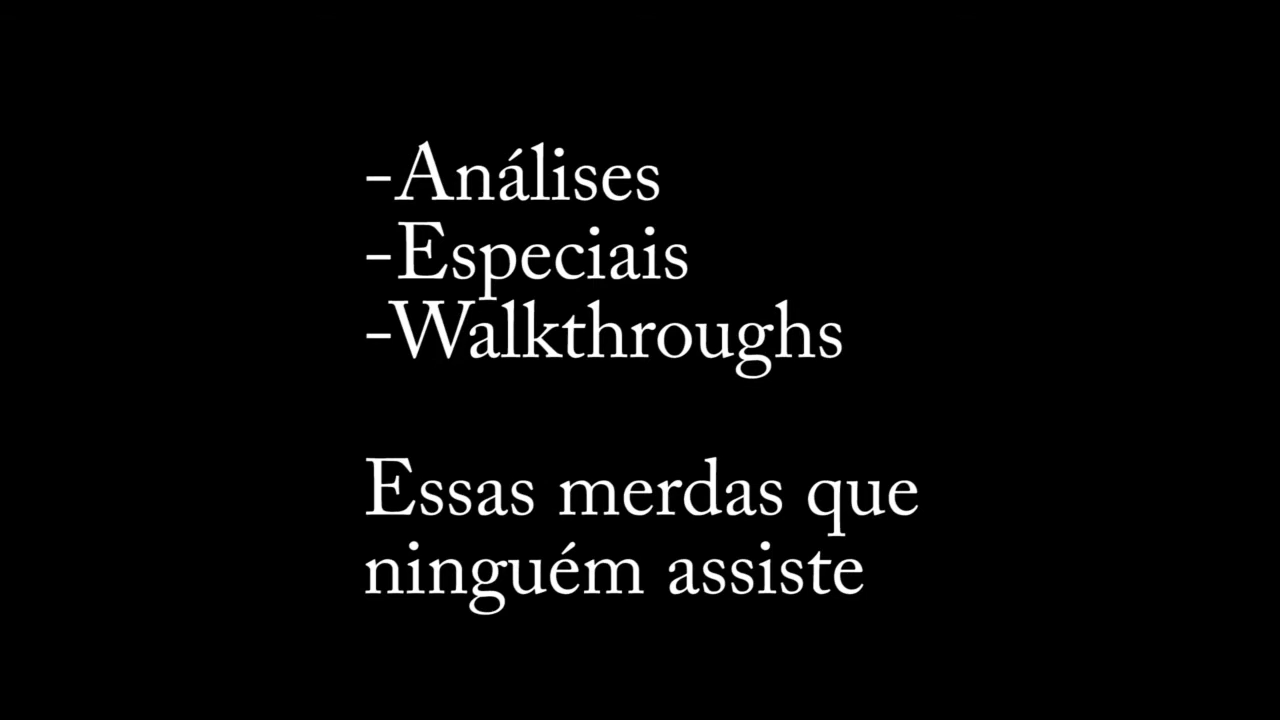 -Análises
-Especiais
-Walkthroughs
Essas merdas que
ninguém assiste